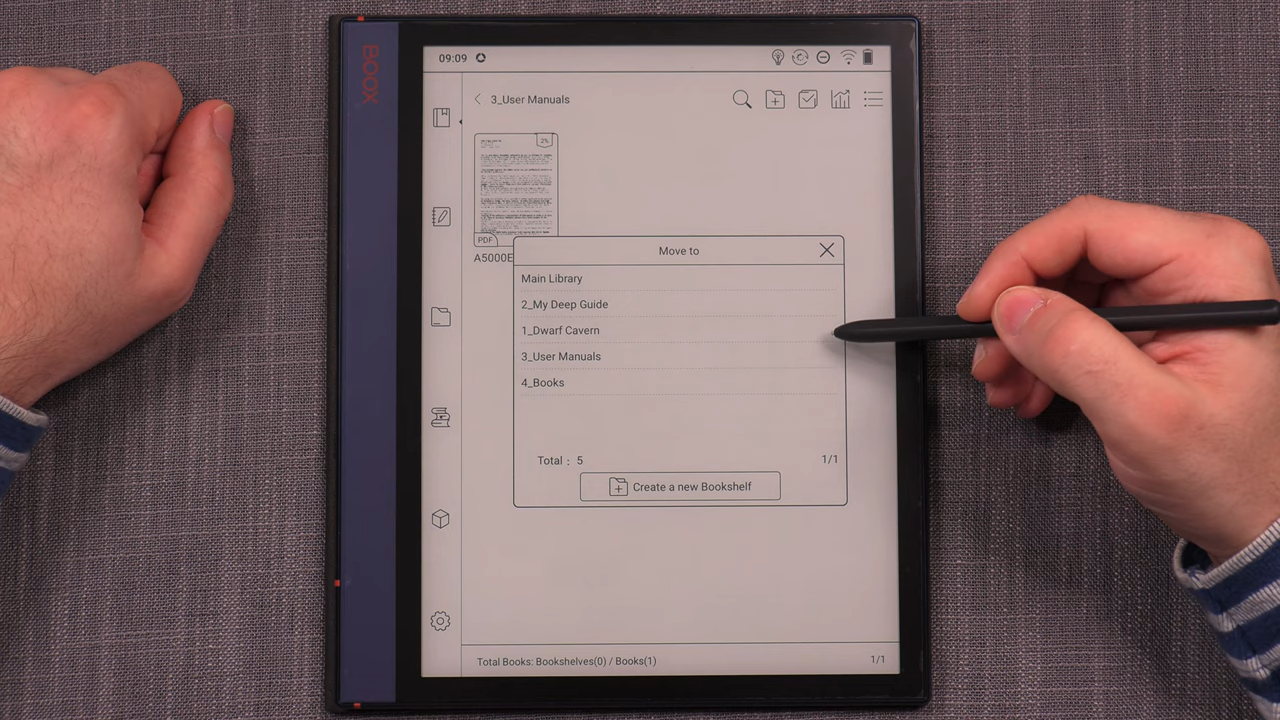 BOOX
09:09
3_User Manuals
2%
PDF
A5000E
Move to
Main Library
2_My Deep Guide
1_Dwarf Cavern
3_User Manuals
4_Books
Total : 5
1/1
Create a new Bookshelf
Total Books: Bookshelves(0) / Books(1)
1/1